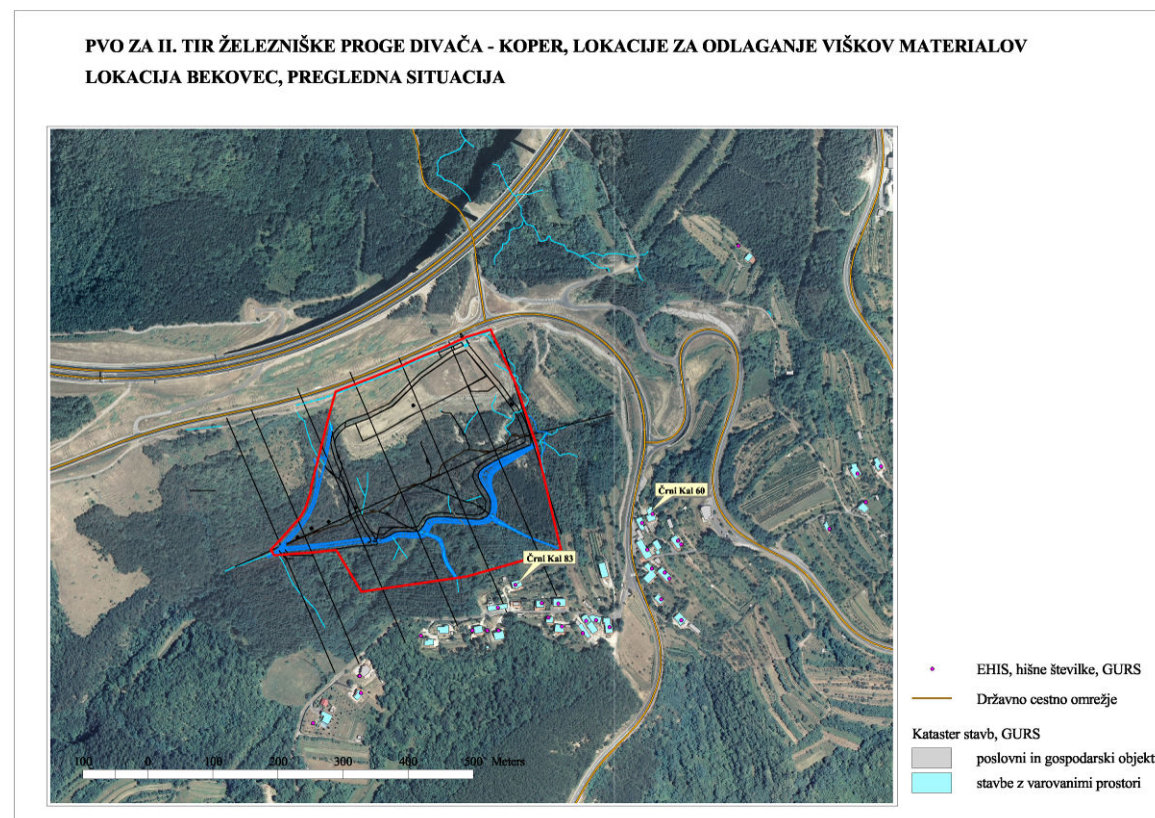 PVO ZA II. TIR ŽELEZNIŠKE PROGE DIVAČA - KOPER, LOKACIJE ZA ODLAGANJE VIŠKOV MATERIALOV
LOKACIJA BEKOVEC, PREGLEDNA SITUACIJA
Črni Kal 60
Črni Kal 83
100 0 100 200 300 400 500 Meters
EHIS, hišne številke, GURS
Državno cestno omrežje
Kataster stavb, GURS
poslovni in gospodarski objekt
stavbe z varovanimi prostori